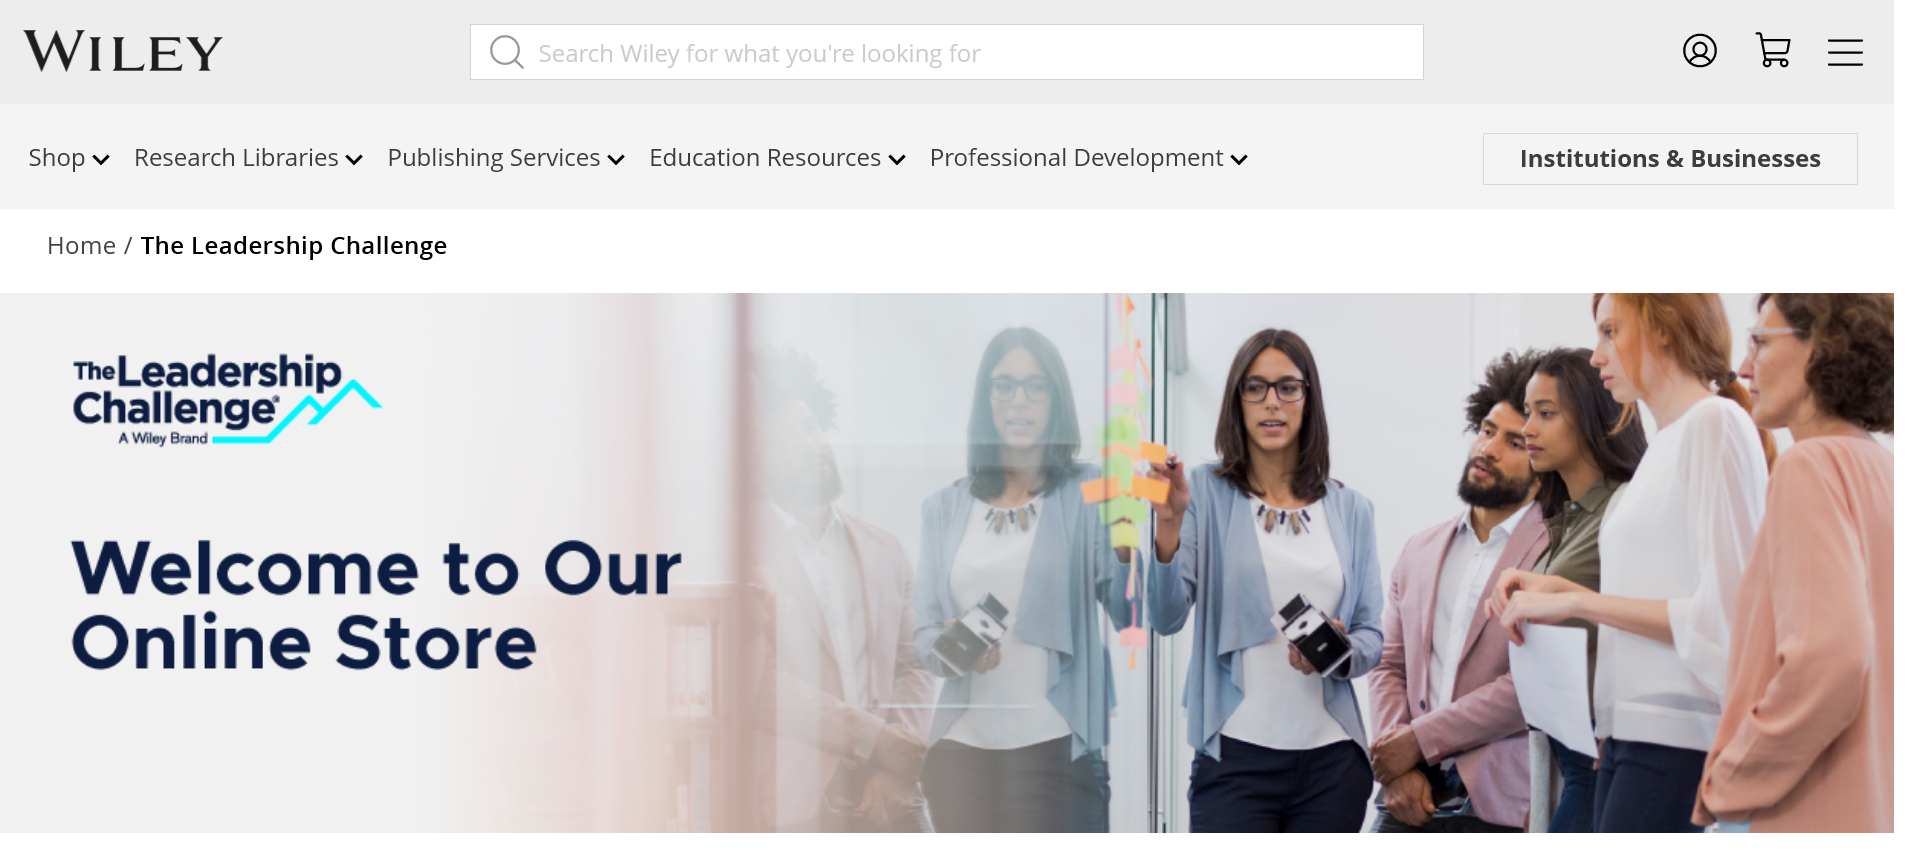 WILEY
Search Wiley for what you're looking for
Shop Research Libraries Publishing Services Education Resources Professional Development Institutions & Businesses
Home / The Leadership Challenge
The Leadership
Challenge®
A Wiley Brand
Welcome to Our
Online Store